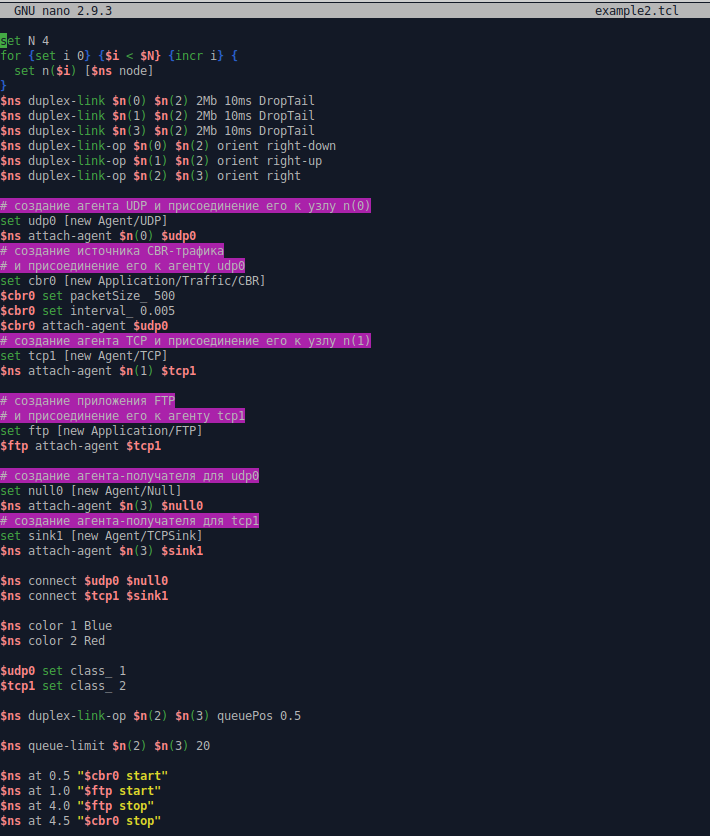 GNU nano 2.9.3 example2.tcl
set N 4
for {set i 0} {$i < $N} {incr i} {
  set n($i) [$ns node]
}
$ns duplex-link $n(0) $n(2) 2Mb 10ms DropTail
$ns duplex-link $n(1) $n(2) 2Mb 10ms DropTail
$ns duplex-link $n(3) $n(2) 2Mb 10ms DropTail
$ns duplex-link-op $n(0) $n(2) orient right-down
$ns duplex-link-op $n(1) $n(2) orient right-up
$ns duplex-link-op $n(2) $n(3) orient right
# создание агента UDP и присоединение его к узлу n(0)
set udp0 [new Agent/UDP]
$ns attach-agent $n(0) $udp0
# создание источника CBR-трафика
# и присоединение его к агенту udp0
set cbr0 [new Application/Traffic/CBR]
$cbr0 set packetSize_ 500
$cbr0 set interval_ 0.005
$cbr0 attach-agent $udp0
# создание агента TCP и присоединение его к узлу n(1)
set tcp1 [new Agent/TCP]
$ns attach-agent $n(1) $tcp1
# создание приложения FTP
# и присоединение его к агенту tcp1
set ftp [new Application/FTP]
$ftp attach-agent $tcp1
# создание агента-получателя для udp0
set null0 [new Agent/Null]
$ns attach-agent $n(3) $null0
# создание агента-получателя для tcp1
set sink1 [new Agent/TCPSink]
$ns attach-agent $n(3) $sink1
$ns connect $udp0 $null0
$ns connect $tcp1 $sink1
$ns color 1 Blue
$ns color 2 Red
$udp0 set class_ 1
$tcp1 set class_ 2
$ns duplex-link-op $n(2) $n(3) queuePos 0.5
$ns queue-limit $n(2) $n(3) 20
$ns at 0.5 "$cbr0 start"
$ns at 1.0 "$ftp start"
$ns at 4.0 "$ftp stop"
$ns at 4.5 "$cbr0 stop"